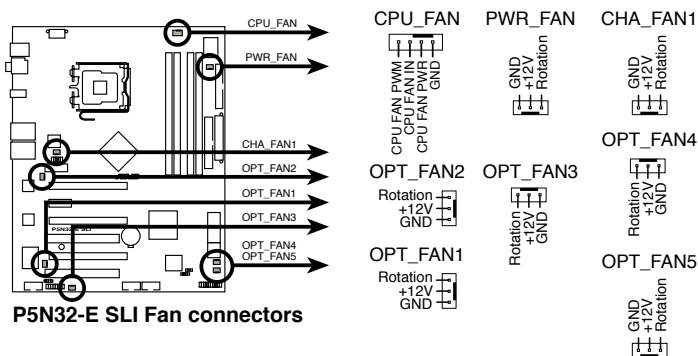 CPU_FAN
PWR_FAN
CHA_FAN1
OPT_FAN2
OPT_FAN1
OPT_FAN3
OPT_FAN4
OPT_FAN5
P5N32-E SLI
P5N32-E SLI Fan connectors
CPU_FAN
CPU FAN PWM
CPU FAN IN
CPU FAN PWR
GND
PWR_FAN
GND
+12V
Rotation
CHA_FAN1
GND
+12V
Rotation
OPT_FAN2
Rotation
+12V
GND
OPT_FAN3
Rotation
+12V
GND
OPT_FAN4
Rotation
+12V
GND
OPT_FAN1
Rotation
+12V
GND
OPT_FAN5
GND
+12V
Rotation